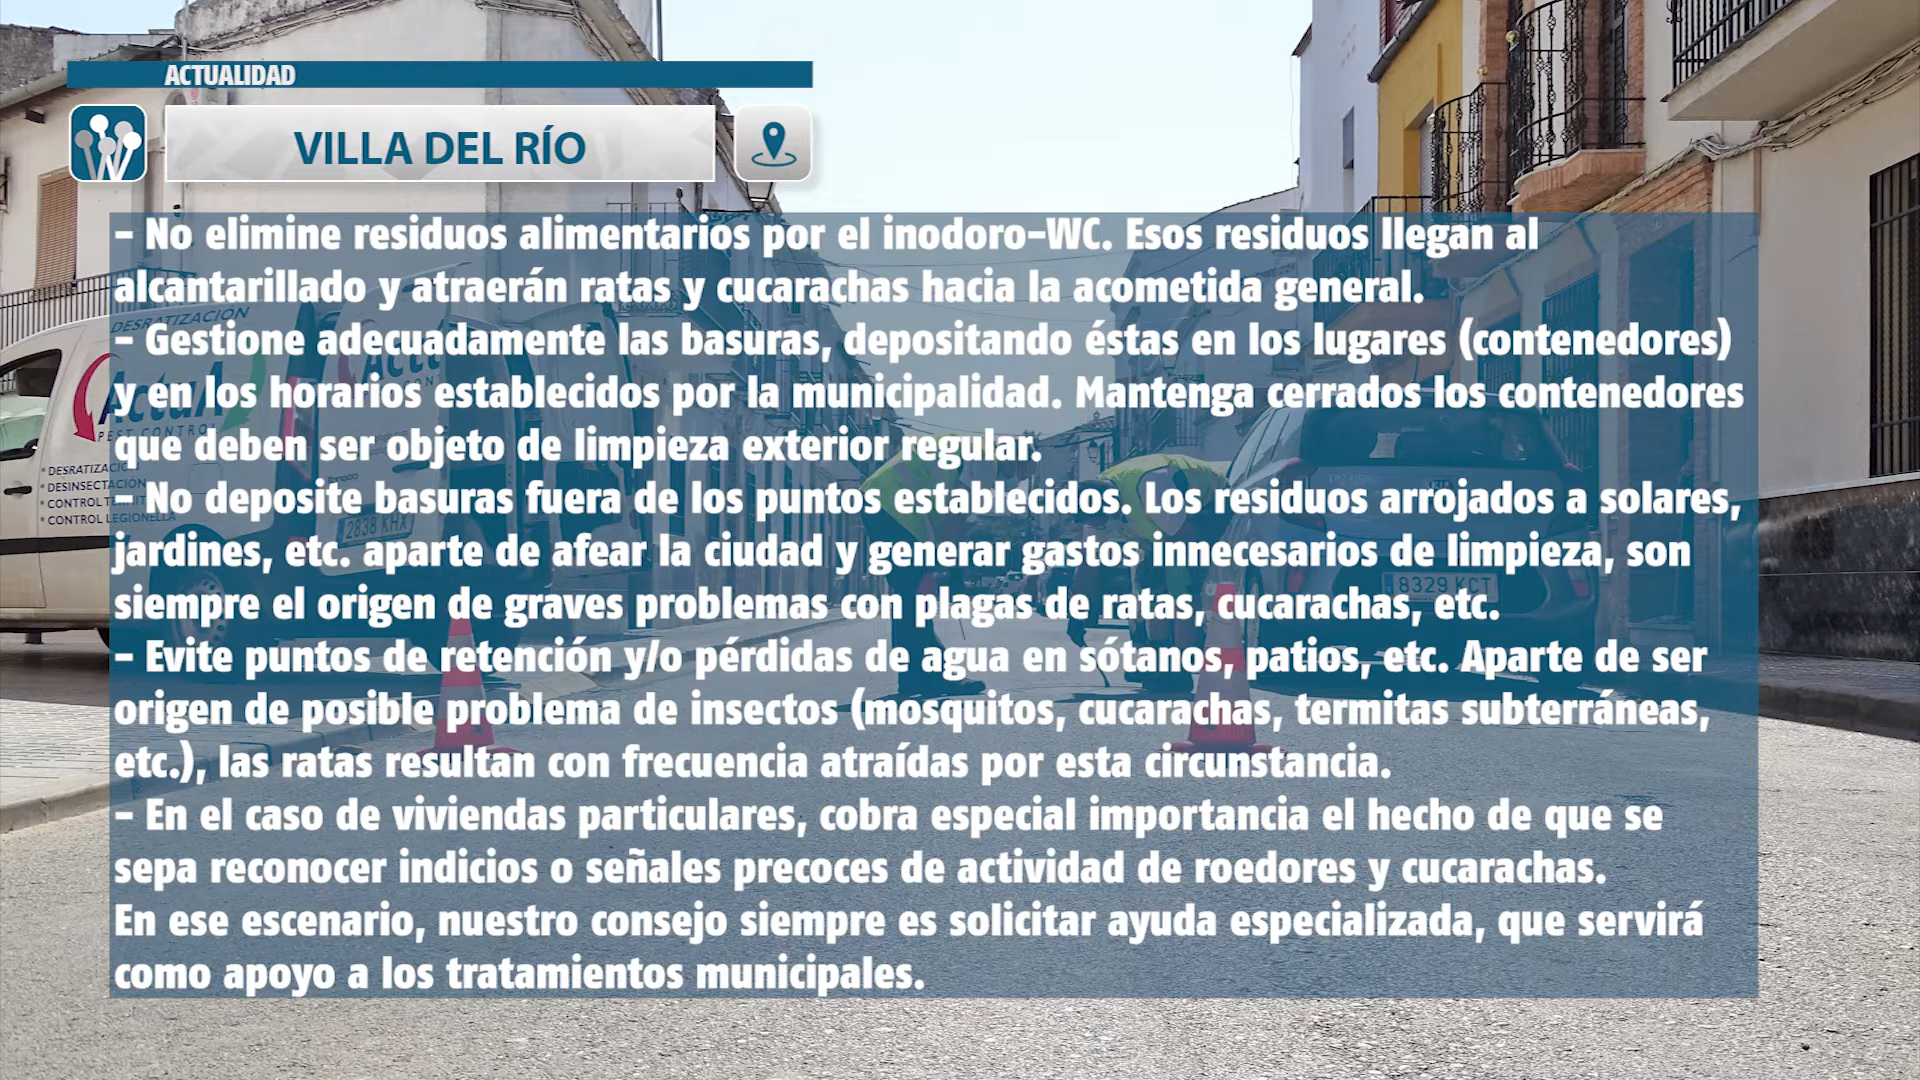 ACTUALIDAD
VILLA DEL RÍO
- No elimine residuos alimentarios por el inodoro-WC. Esos residuos llegan al
alcantarillado y atraerán ratas y cucarachas hacia la acometida general.
- Gestione adecuadamente las basuras, depositando éstas en los lugares (contenedores)
y en los horarios establecidos por la municipalidad. Mantenga cerrados los contenedores
que deben ser objeto de limpieza exterior regular.
- No deposite basuras fuera de los puntos establecidos. Los residuos arrojados a solares,
jardines, etc. aparte de afear la ciudad y generar gastos innecesarios de limpieza, son
siempre el origen de graves problemas con plagas de ratas, cucarachas, etc.
- Evite puntos de retención y/o pérdidas de agua en sótanos, patios, etc. Aparte de ser
origen de posible problema de insectos (mosquitos, cucarachas, termitas subterráneas,
etc.), las ratas resultan con frecuencia atraídas por esta circunstancia.
- En el caso de viviendas particulares, cobra especial importancia el hecho de que se
sepa reconocer indicios o señales precoces de actividad de roedores y cucarachas.
En ese escenario, nuestro consejo siempre es solicitar ayuda especializada, que servirá
como apoyo a los tratamientos municipales.
DESRATIZACIÓN
ActuA
PEST CONTROL
* DESRATIZACIÓN
* DESINSECTACIÓN
* CONTROL TERMITAS
* CONTROL LEGIONELLA
2838 KHX
8329 KCT